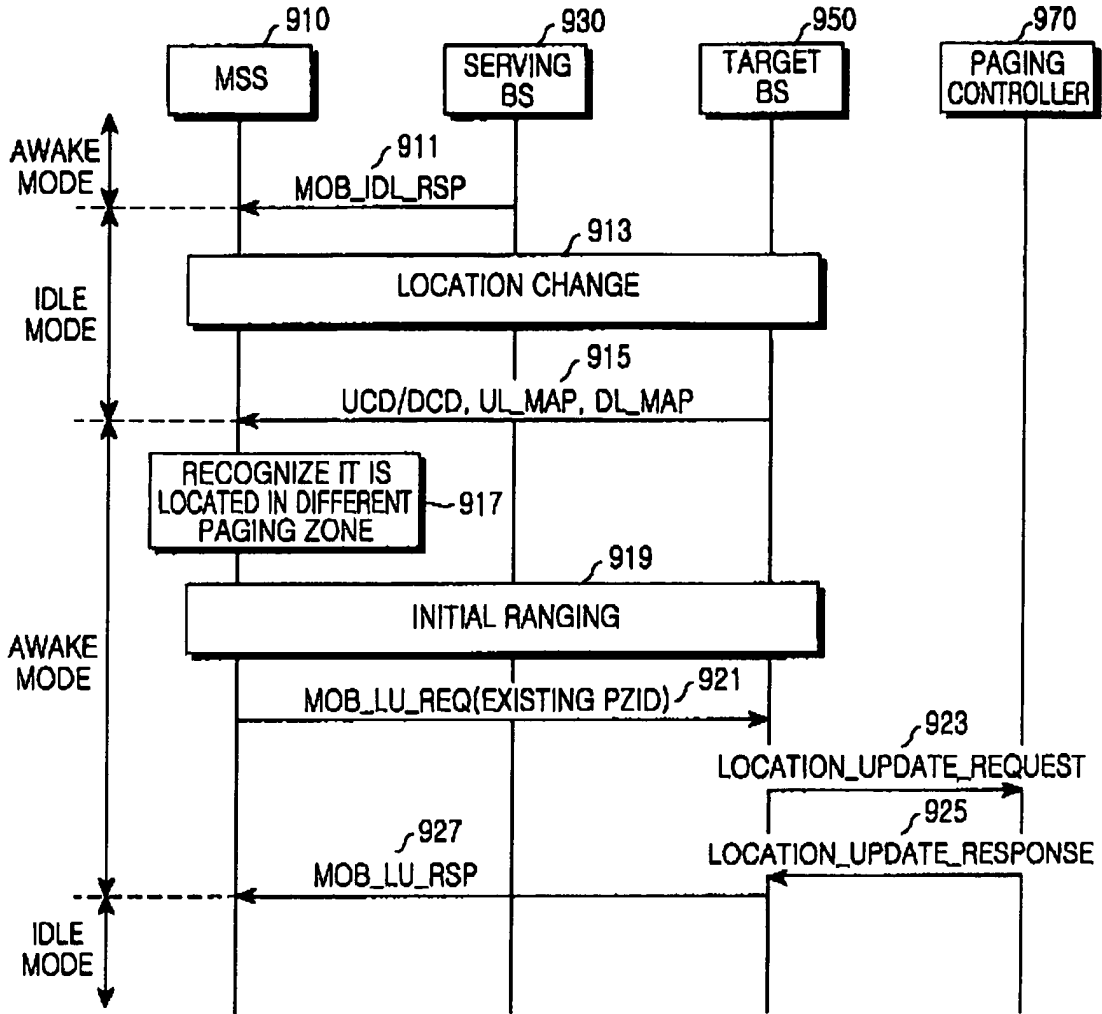 910
930
950
970
MSS
SERVING
BS
TARGET
BS
PAGING
CONTROLLER
AWAKE
MODE
911
MOB_IDL_RSP
913
LOCATION CHANGE
IDLE
MODE
915
UCD/DCD, UL_MAP, DL_MAP
RECOGNIZE IT IS
LOCATED IN DIFFERENT
PAGING ZONE
917
919
INITIAL RANGING
AWAKE
MODE
MOB_LU_REQ(EXISTING PZID)
921
923
LOCATION_UPDATE_REQUEST
925
LOCATION_UPDATE_RESPONSE
927
MOB_LU_RSP
IDLE
MODE